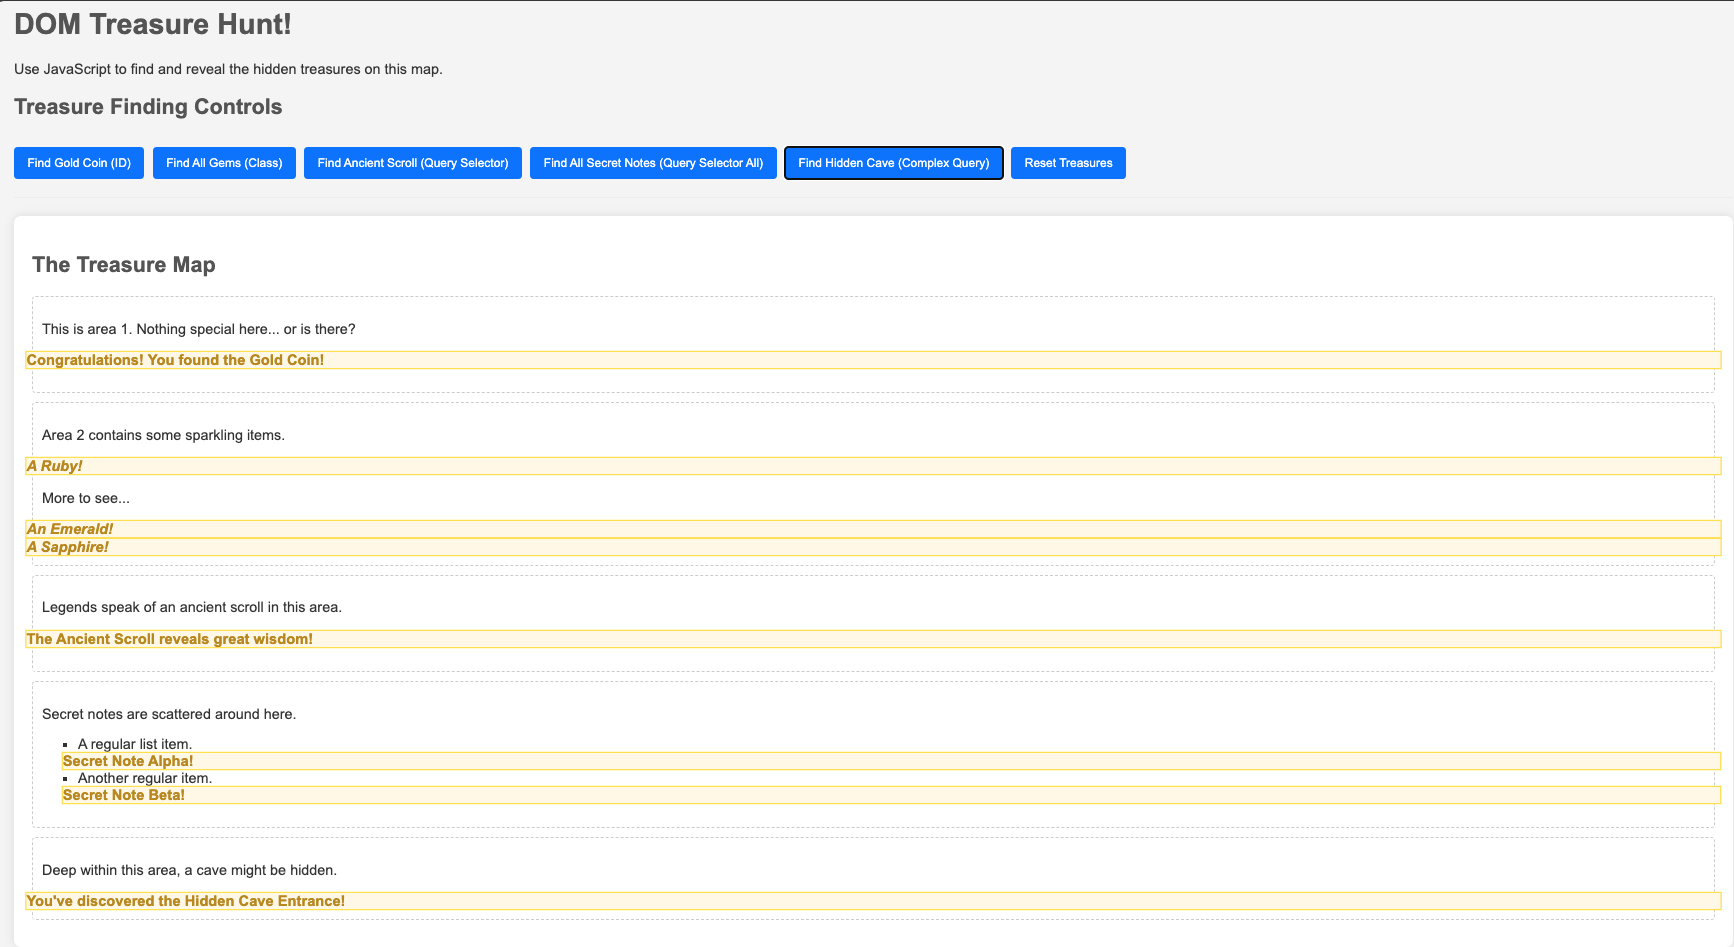 DOM Treasure Hunt!
Use JavaScript to find and reveal the hidden treasures on this map.
Treasure Finding Controls
Find Gold Coin (ID) Find All Gems (Class) Find Ancient Scroll (Query Selector) Find All Secret Notes (Query Selector All) Find Hidden Cave (Complex Query) Reset Treasures
The Treasure Map
This is area 1. Nothing special here... or is there?
Congratulations! You found the Gold Coin!
Area 2 contains some sparkling items.
A Ruby!
More to see...
An Emerald!
A Sapphire!
Legends speak of an ancient scroll in this area.
The Ancient Scroll reveals great wisdom!
Secret notes are scattered around here.
A regular list item.
Secret Note Alpha!
Another regular item.
Secret Note Beta!
Deep within this area, a cave might be hidden.
You've discovered the Hidden Cave Entrance!